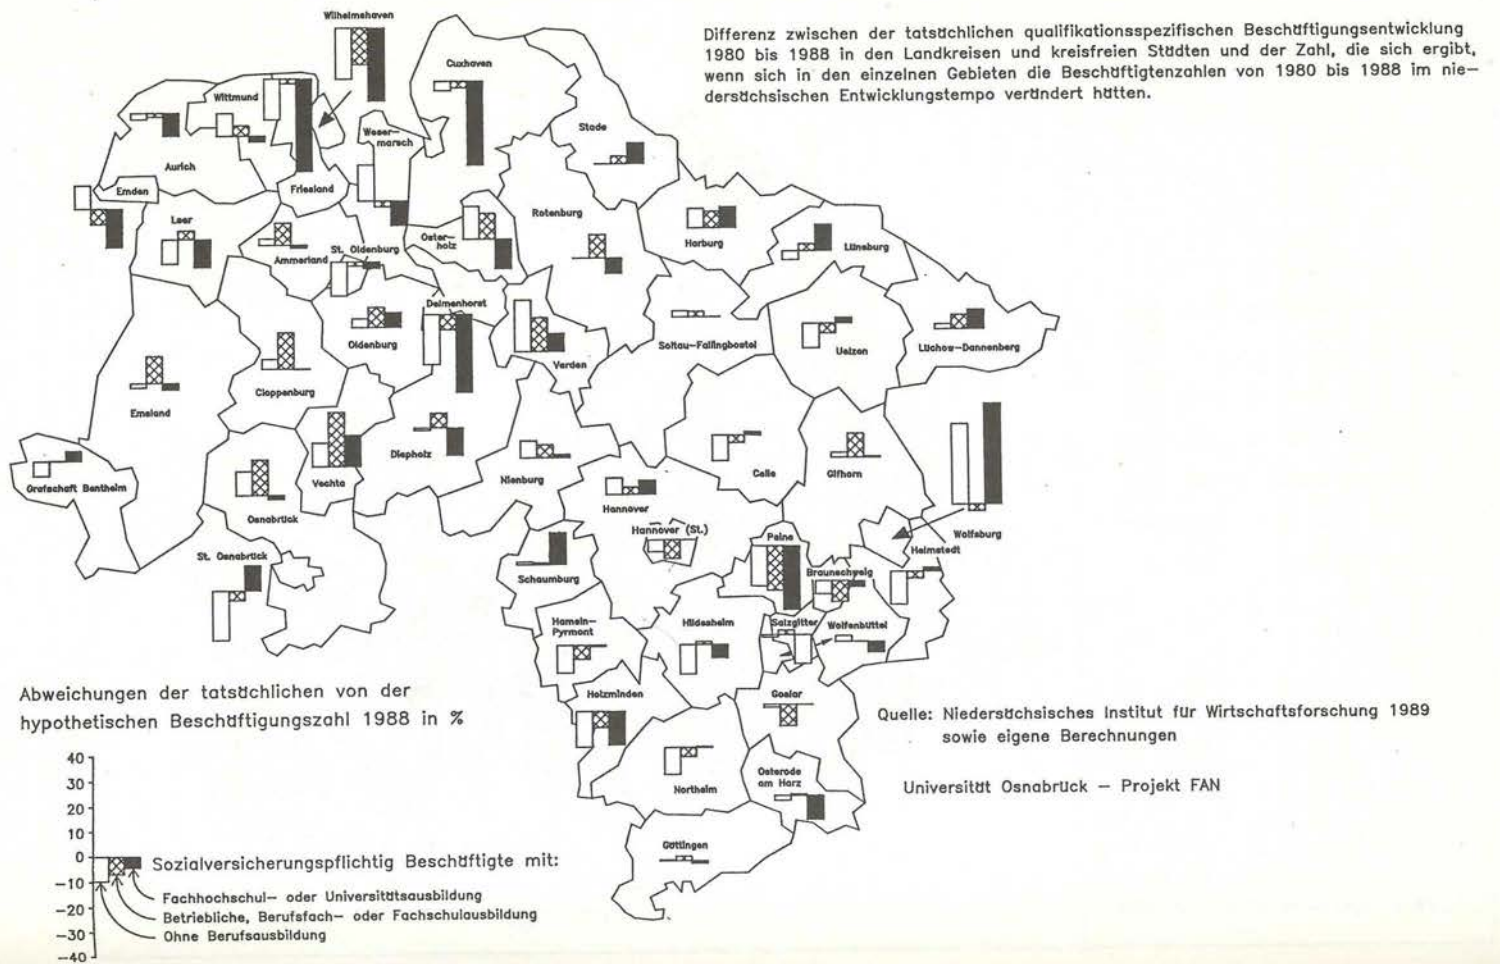 Differenz zwischen der tatsächlichen qualifikationsspezifischen Beschäftigungsentwicklung
1980 bis 1988 in den Landkreisen und kreisfreien Städten und der Zahl, die sich ergibt,
wenn sich in den einzelnen Gebieten die Beschäftigtenzahlen von 1980 bis 1988 im nie-
dersächsischen Entwicklungstempo verändert hätten.
Wilhelmshaven
Cuxhaven
Wittmund
Weser-
marsch
Stade
Aurich
Emden
Friesland
Leer
Rotenburg
Oster-
holz
Harburg
Lüneburg
Ammerland
St. Oldenburg
Delmenhorst
Oldenburg
Verden
Soltau-Fallingbostel
Uelzen
Lüchow-Dannenberg
Cloppenburg
Emsland
Diepholz
Vechta
Nienburg
Celle
Gifhorn
Grafschaft Bentheim
Osnabrück
Hannover
Hannover (St.)
Wolfsburg
Helmstedt
Peine
St. Osnabrück
Schaumburg
Braunschweig
Hameln-
Pyrmont
Hildesheim
Salzgitter
Wolfenbüttel
Holzminden
Goslar
Northeim
Osterode
am Harz
Göttingen
Abweichungen der tatsächlichen von der
hypothetischen Beschäftigungszahl 1988 in %
40
30
20
10
0
-10
-20
-30
-40
Sozialversicherungspflichtig Beschäftigte mit:
Fachhochschul- oder Universitätsausbildung
Betriebliche, Berufsfach- oder Fachschulausbildung
Ohne Berufsausbildung
Quelle: Niedersächsisches Institut für Wirtschaftsforschung 1989
sowie eigene Berechnungen
Universität Osnabrück - Projekt FAN